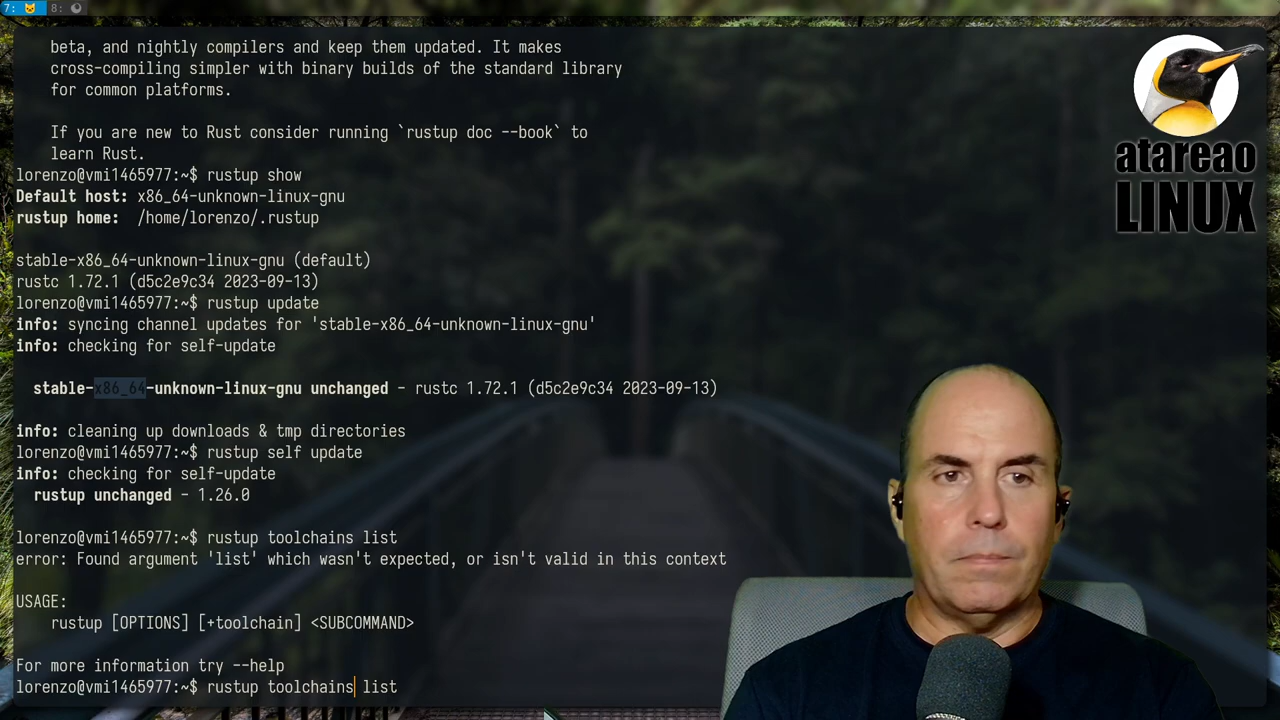 7:
8:
beta, and nightly compilers and keep them updated. It makes
cross-compiling simpler with binary builds of the standard library
for common platforms.
If you are new to Rust consider running `rustup doc --book` to
learn Rust.
lorenzo@vmi1465977:~$ rustup show
Default host: x86_64-unknown-linux-gnu
rustup home:  /home/lorenzo/.rustup
stable-x86_64-unknown-linux-gnu (default)
rustc 1.72.1 (d5c2e9c34 2023-09-13)
lorenzo@vmi1465977:~$ rustup update
info: syncing channel updates for 'stable-x86_64-unknown-linux-gnu'
info: checking for self-update
stable-x86_64-unknown-linux-gnu unchanged - rustc 1.72.1 (d5c2e9c34 2023-09-13)
info: cleaning up downloads & tmp directories
lorenzo@vmi1465977:~$ rustup self update
info: checking for self-update
rustup unchanged - 1.26.0
lorenzo@vmi1465977:~$ rustup toolchains list
error: Found argument 'list' which wasn't expected, or isn't valid in this context
USAGE:
rustup [OPTIONS] [+toolchain] <SUBCOMMAND>
For more information try --help
lorenzo@vmi1465977:~$ rustup toolchains list
atareao
LINUX